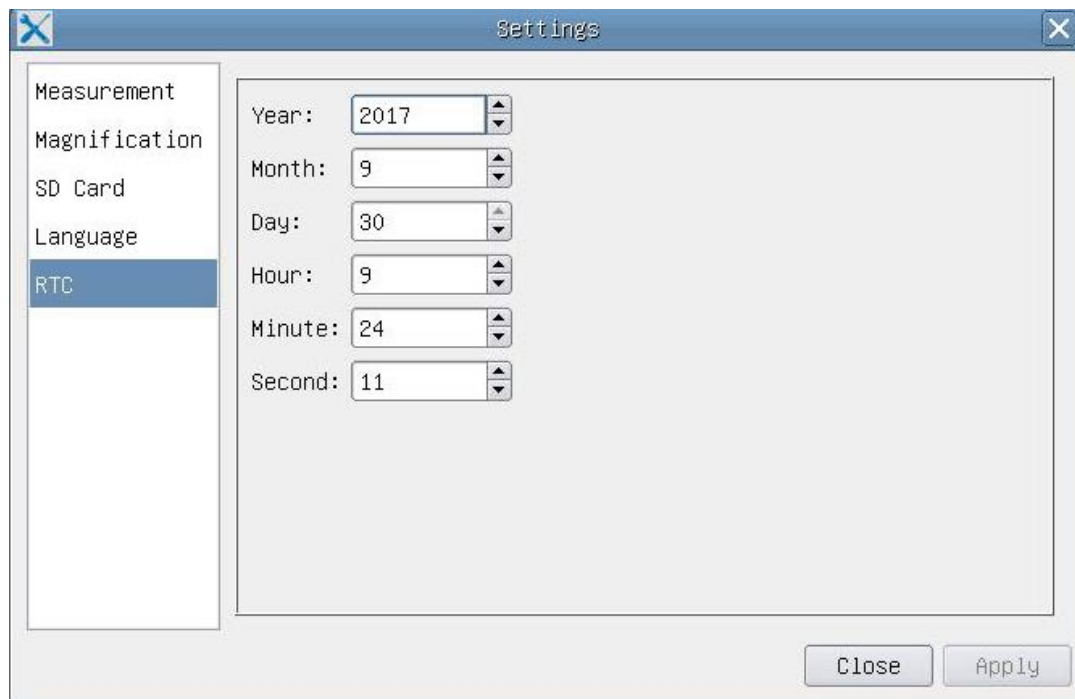 Settings
Measurement
Magnification
SD Card
Language
RTC
Year: 2017
Month: 9
Day: 30
Hour: 9
Minute: 24
Second: 11
Close Apply